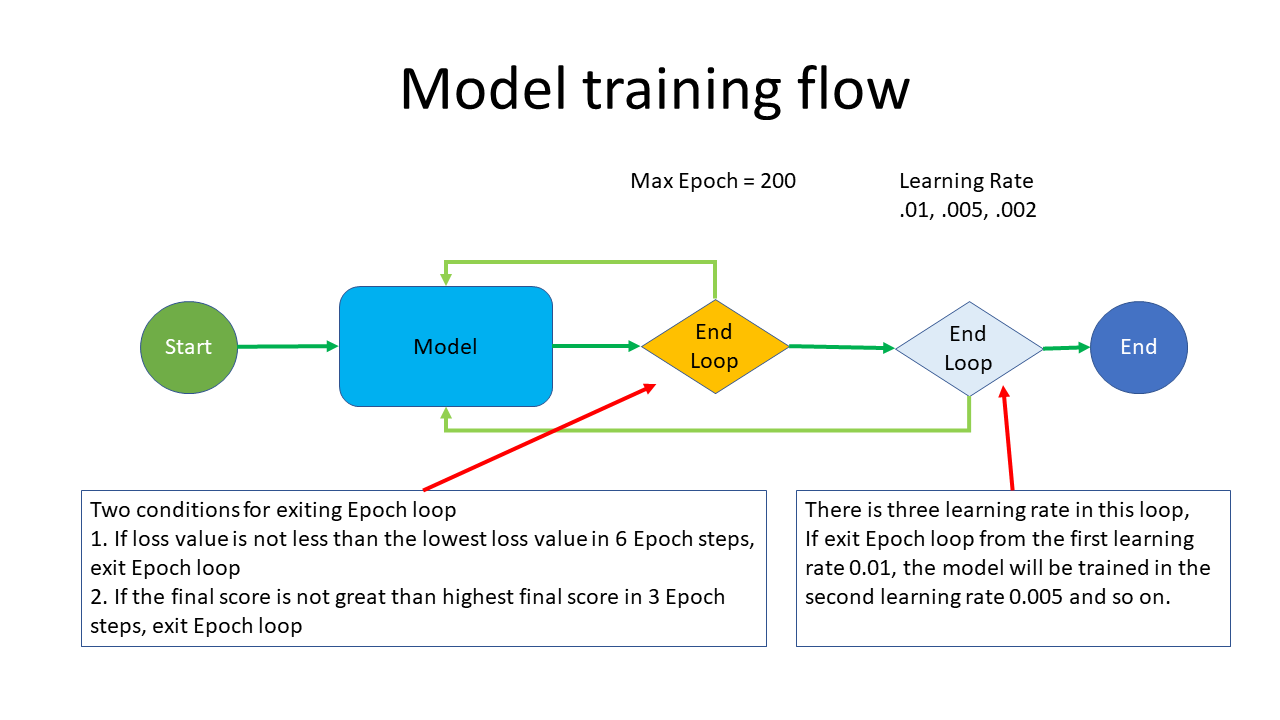 Model training flow
Max Epoch = 200
Learning Rate
.01, .005, .002
Start
Model
End
Loop
End
Loop
End
Two conditions for exiting Epoch loop
1. If loss value is not less than the lowest loss value in 6 Epoch steps,
exit Epoch loop
2. If the final score is not great than highest final score in 3 Epoch
steps, exit Epoch loop
There is three learning rate in this loop,
If exit Epoch loop from the first learning
rate 0.01, the model will be trained in the
second learning rate 0.005 and so on.